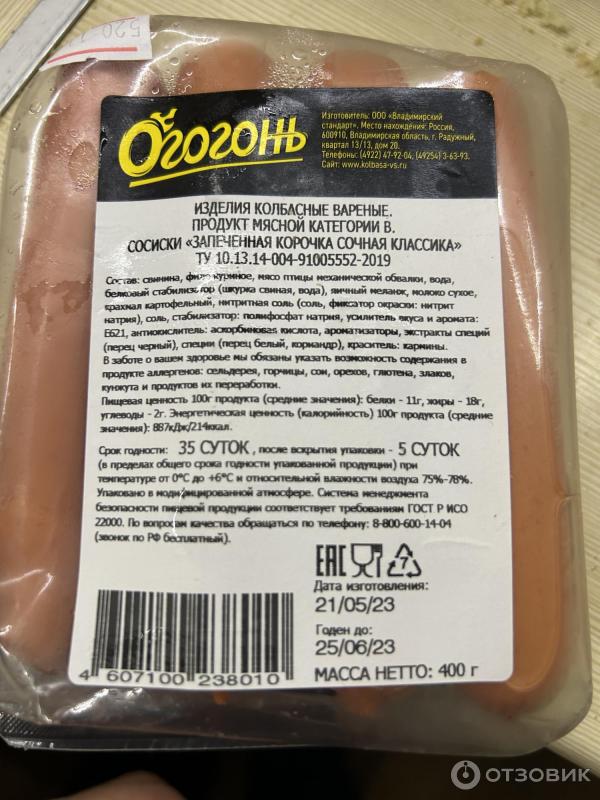 520
Огогонь
Изготовитель: ООО «Владимирский
стандарт». Место нахождения: Россия,
600910, Владимирская область, г. Радужный,
квартал 13/13, дом 20.
Телефоны: (4922) 47-92-04, (49254) 3-63-93.
Сайт: www.kolbasa-vs.ru
ИЗДЕЛИЯ КОЛБАСНЫЕ ВАРЕНЫЕ.
ПРОДУКТ МЯСНОЙ КАТЕГОРИИ В.
СОСИСКИ «ЗАПЕЧЕННАЯ КОРОЧКА СОЧНАЯ КЛАССИКА»
ТУ 10.13.14-004-91005552-2019
Состав: свинина, филе куриное, мясо птицы механической обвалки, вода,
белковый стабилизатор (шкурка свиная, вода), яичный меланж, молоко сухое,
крахмал картофельный, нитритная соль (соль, фиксатор окраски: нитрит
натрия), соль, стабилизатор: полифосфат натрия, усилитель вкуса и аромата:
Е621, антиокислитель: аскорбиновая кислота, ароматизаторы, экстракты специй
(перец черный), специи (перец белый, кориандр), краситель: кармины.
В заботе о вашем здоровье мы обязаны указать возможность содержания в
продукте аллергенов: сельдерея, горчицы, сои, орехов, глютена, злаков,
кунжута и продуктов их переработки.
Пищевая ценность 100г продукта (средние значения): белки - 11г, жиры - 18г,
углеводы - 2г. Энергетическая ценность (калорийность) 100г продукта (средние
значения): 887кДж/214ккал.
Срок годности: 35 СУТОК , после вскрытия упаковки - 5 СУТОК
(в пределах общего срока годности упакованной продукции) при
температуре от 0°С до +6°С и относительной влажности воздуха 75%-78%.
Упаковано в модифицированной атмосфере. Система менеджмента
безопасности пищевой продукции соответствует требованиям ГОСТ Р ИСО
22000. По вопросам качества обращаться по телефону: 8-800-600-14-04
(звонок по РФ бесплатный).
EAC 7
Дата изготовления:
21/05/23
Годен до:
25/06/23
МАССА НЕТТО: 400 г
4 607100 238010
ОТЗОВИК